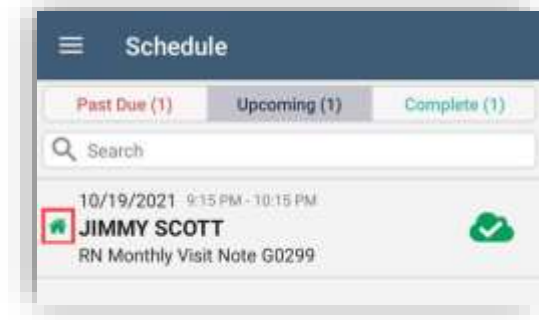 Schedule
Past Due (1) Upcoming (1) Complete (1)
Search
10/19/2021 9:15 PM - 10:15 PM
JIMMY SCOTT
RN Monthly Visit Note G0299